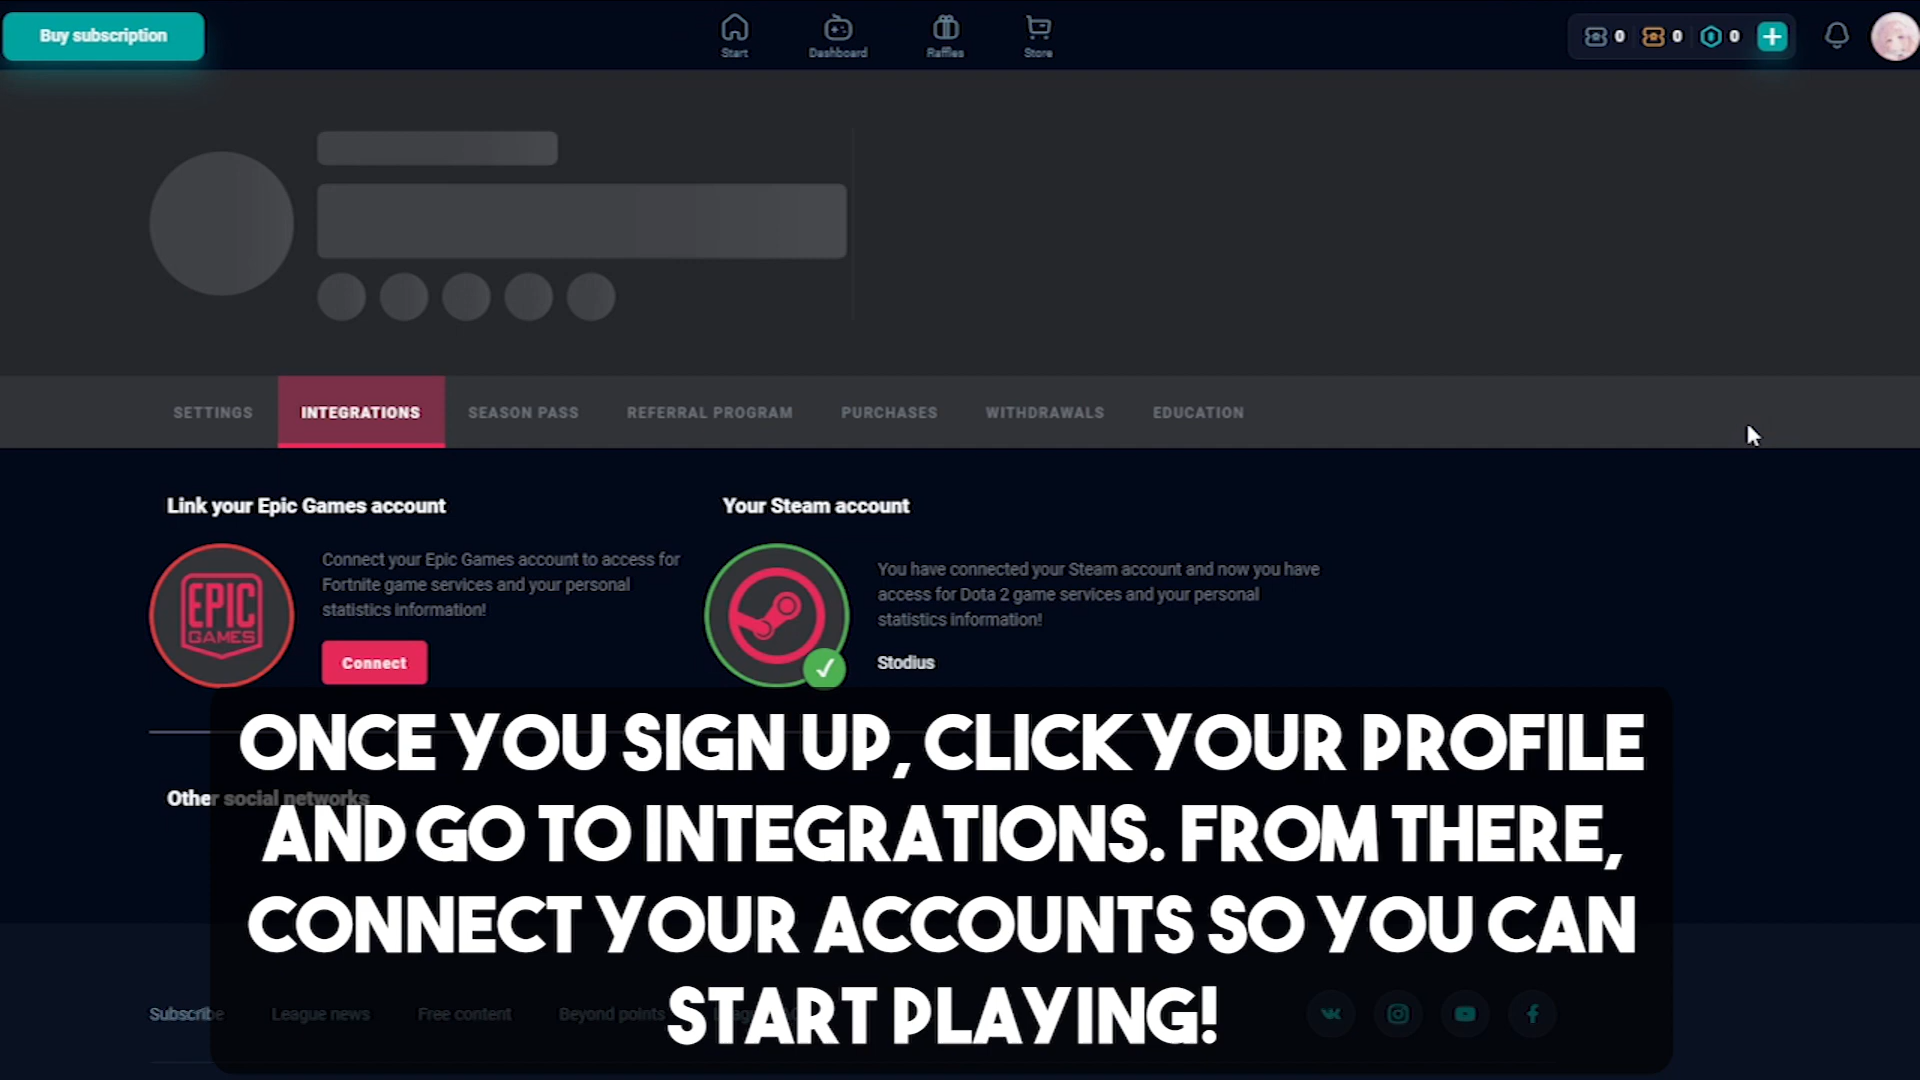 Buy subscription
Start
Dashboard
Raffles
Store
0
0
0
SETTINGS
INTEGRATIONS
SEASON PASS
REFERRAL PROGRAM
PURCHASES
WITHDRAWALS
EDUCATION
Link your Epic Games account
EPIC
GAMES
Connect your Epic Games account to access for
Fortnite game services and your personal
statistics information!
Connect
Your Steam account
You have connected your Steam account and now you have
access for Dota 2 game services and your personal
statistics information!
Stodius
Other social networks
ONCE YOU SIGN UP, CLICK YOUR PROFILE
AND GO TO INTEGRATIONS. FROM THERE,
CONNECT YOUR ACCOUNTS SO YOU CAN
START PLAYING!
Subscribe
League news
Free content
Beyond points